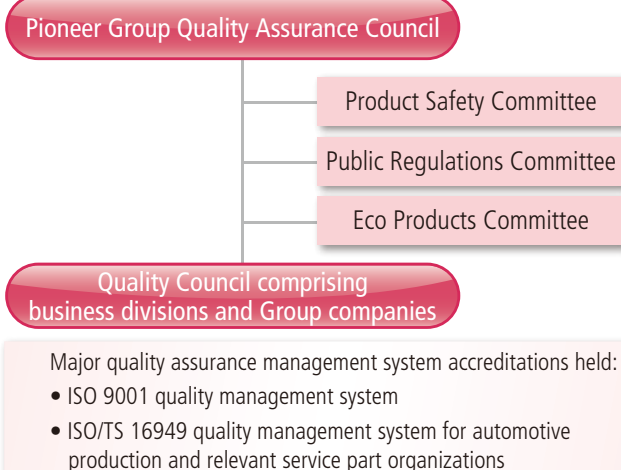 Pioneer Group Quality Assurance Council
Product Safety Committee
Public Regulations Committee
Eco Products Committee
Quality Council comprising
business divisions and Group companies
Major quality assurance management system accreditations held:
• ISO 9001 quality management system
• ISO/TS 16949 quality management system for automotive
production and relevant service part organizations